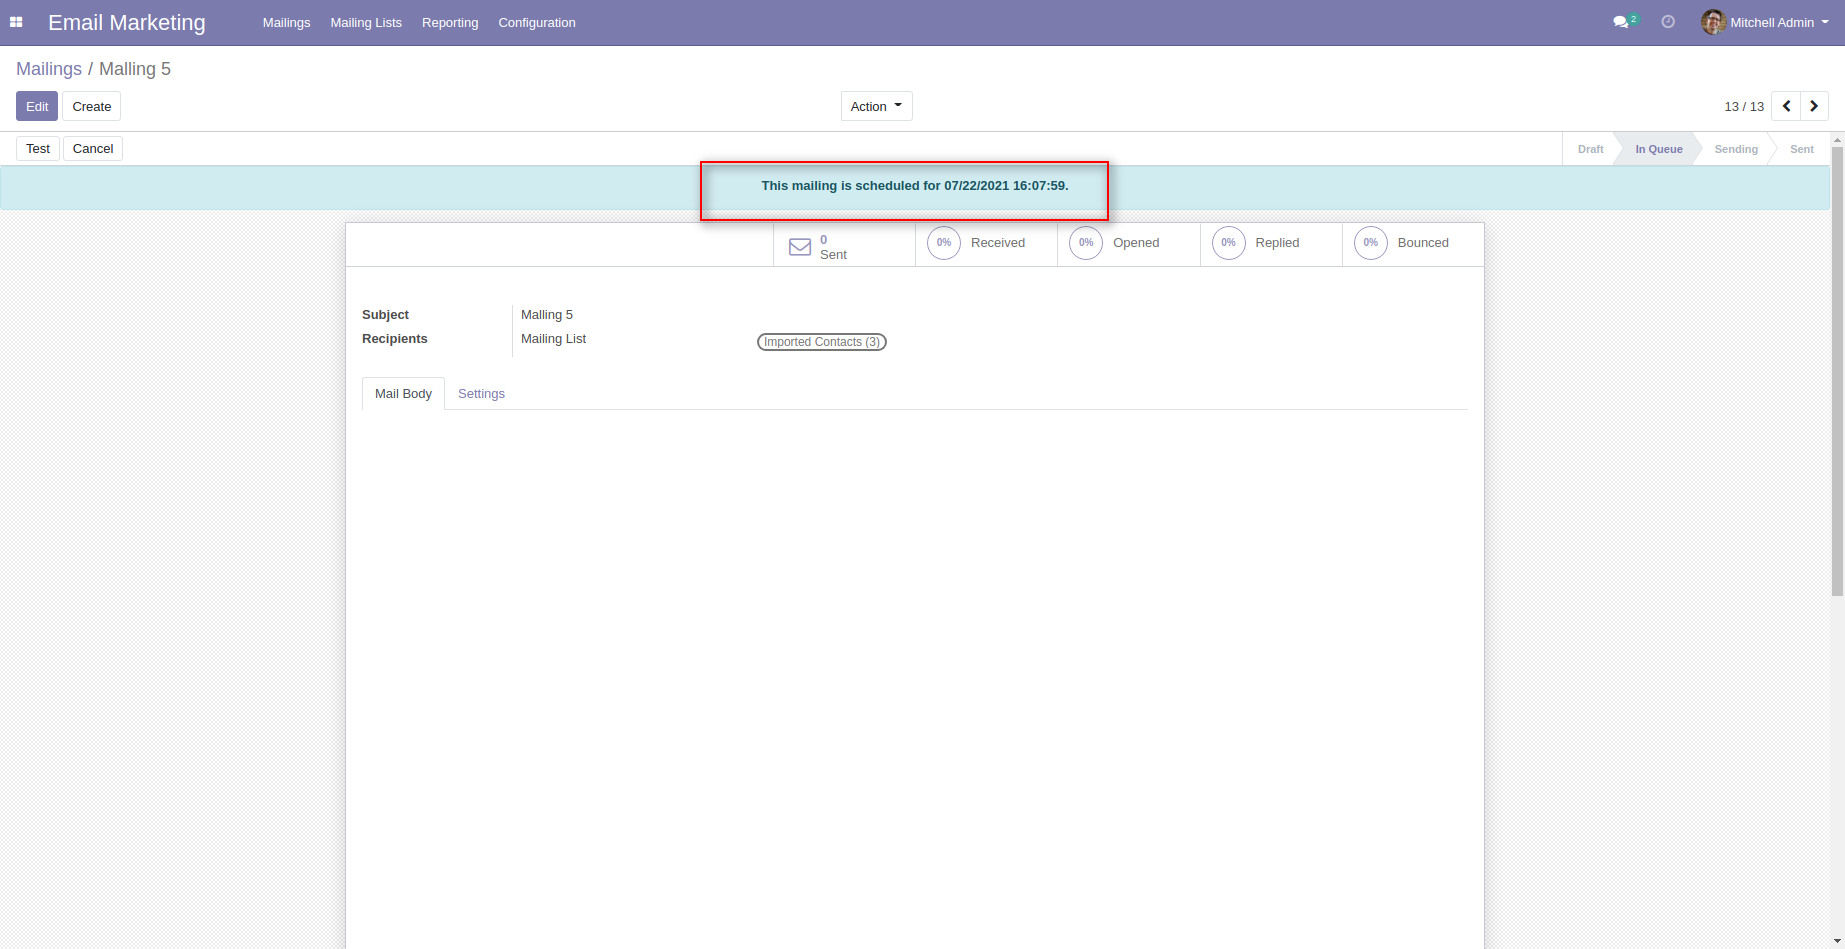 Email Marketing
Mailings Mailing Lists Reporting Configuration
2
Mitchell Admin
Mailings / Malling 5
Edit Create
Action
13 / 13
Test Cancel
Draft In Queue Sending Sent
This mailing is scheduled for 07/22/2021 16:07:59.
0
Sent
0% Received
0% Opened
0% Replied
0% Bounced
Subject Malling 5
Recipients Mailing List Imported Contacts (3)
Mail Body Settings